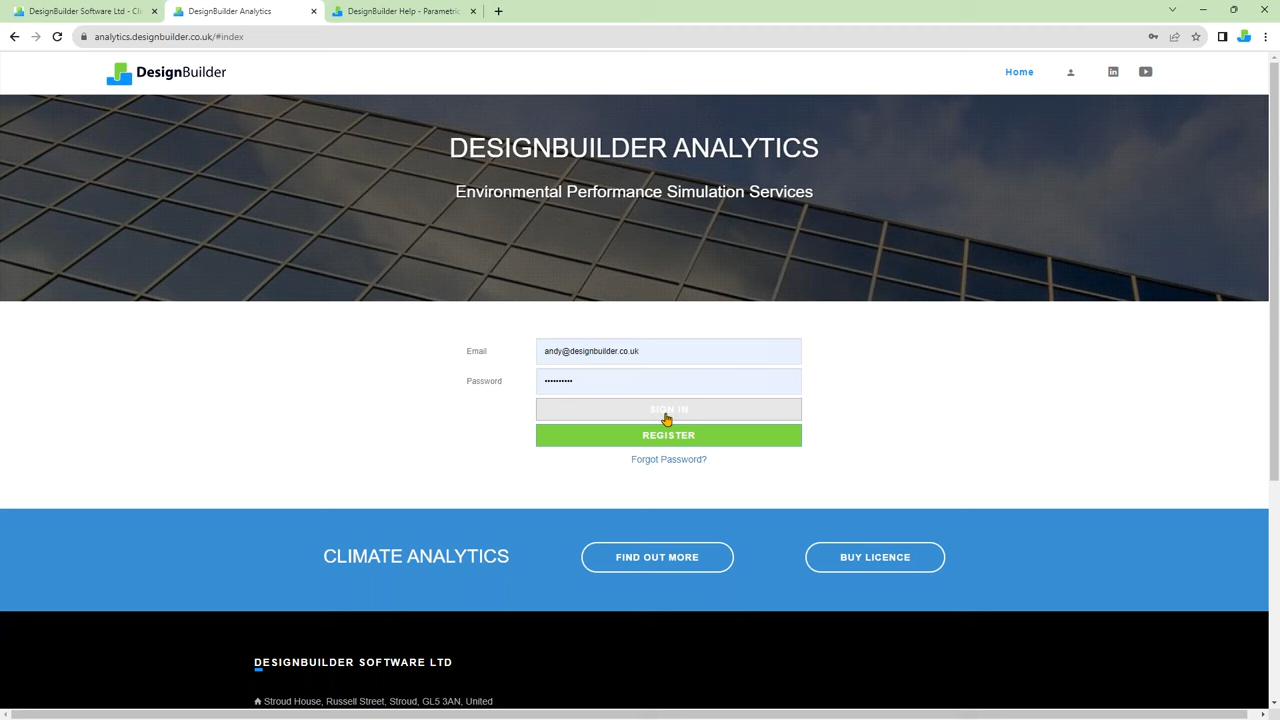 DesignBuilder Software Ltd - Cli
DesignBuilder Analytics
DesignBuilder Help - Parametric
analytics.designbuilder.co.uk/#index
DesignBuilder
Home
DESIGNBUILDER ANALYTICS
Environmental Performance Simulation Services
Email
andy@designbuilder.co.uk
Password
••••••••••
SIGN IN
REGISTER
Forgot Password?
CLIMATE ANALYTICS
FIND OUT MORE
BUY LICENCE
DESIGNBUILDER SOFTWARE LTD
Stroud House, Russell Street, Stroud, GL5 3AN, United